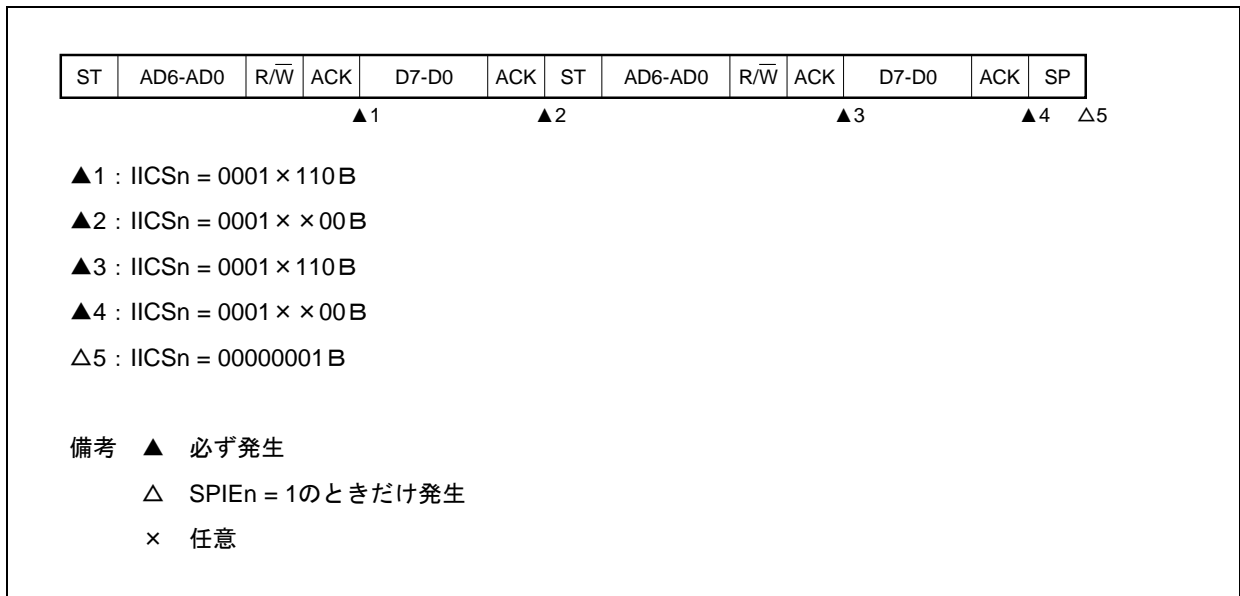 ST AD6-AD0 R/W̅ ACK D7-D0 ACK ST AD6-AD0 R/W̅ ACK D7-D0 ACK SP
▲1 ▲2 ▲3 ▲4 △5
▲1：IICSn = 0001×110B
▲2：IICSn = 0001××00B
▲3：IICSn = 0001×110B
▲4：IICSn = 0001××00B
△5：IICSn = 00000001B
備考 ▲ 必ず発生
△ SPIEn = 1のときだけ発生
× 任意